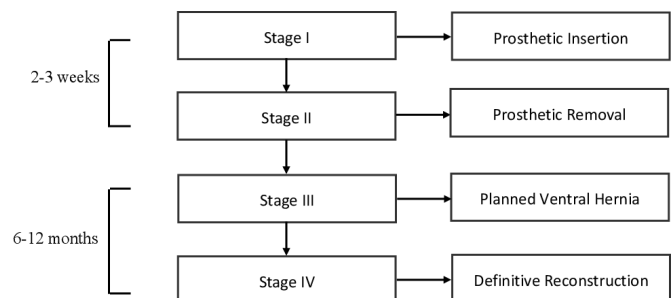 Stage I
Prosthetic Insertion
2-3 weeks
Stage II
Prosthetic Removal
Stage III
Planned Ventral Hernia
6-12 months
Stage IV
Definitive Reconstruction